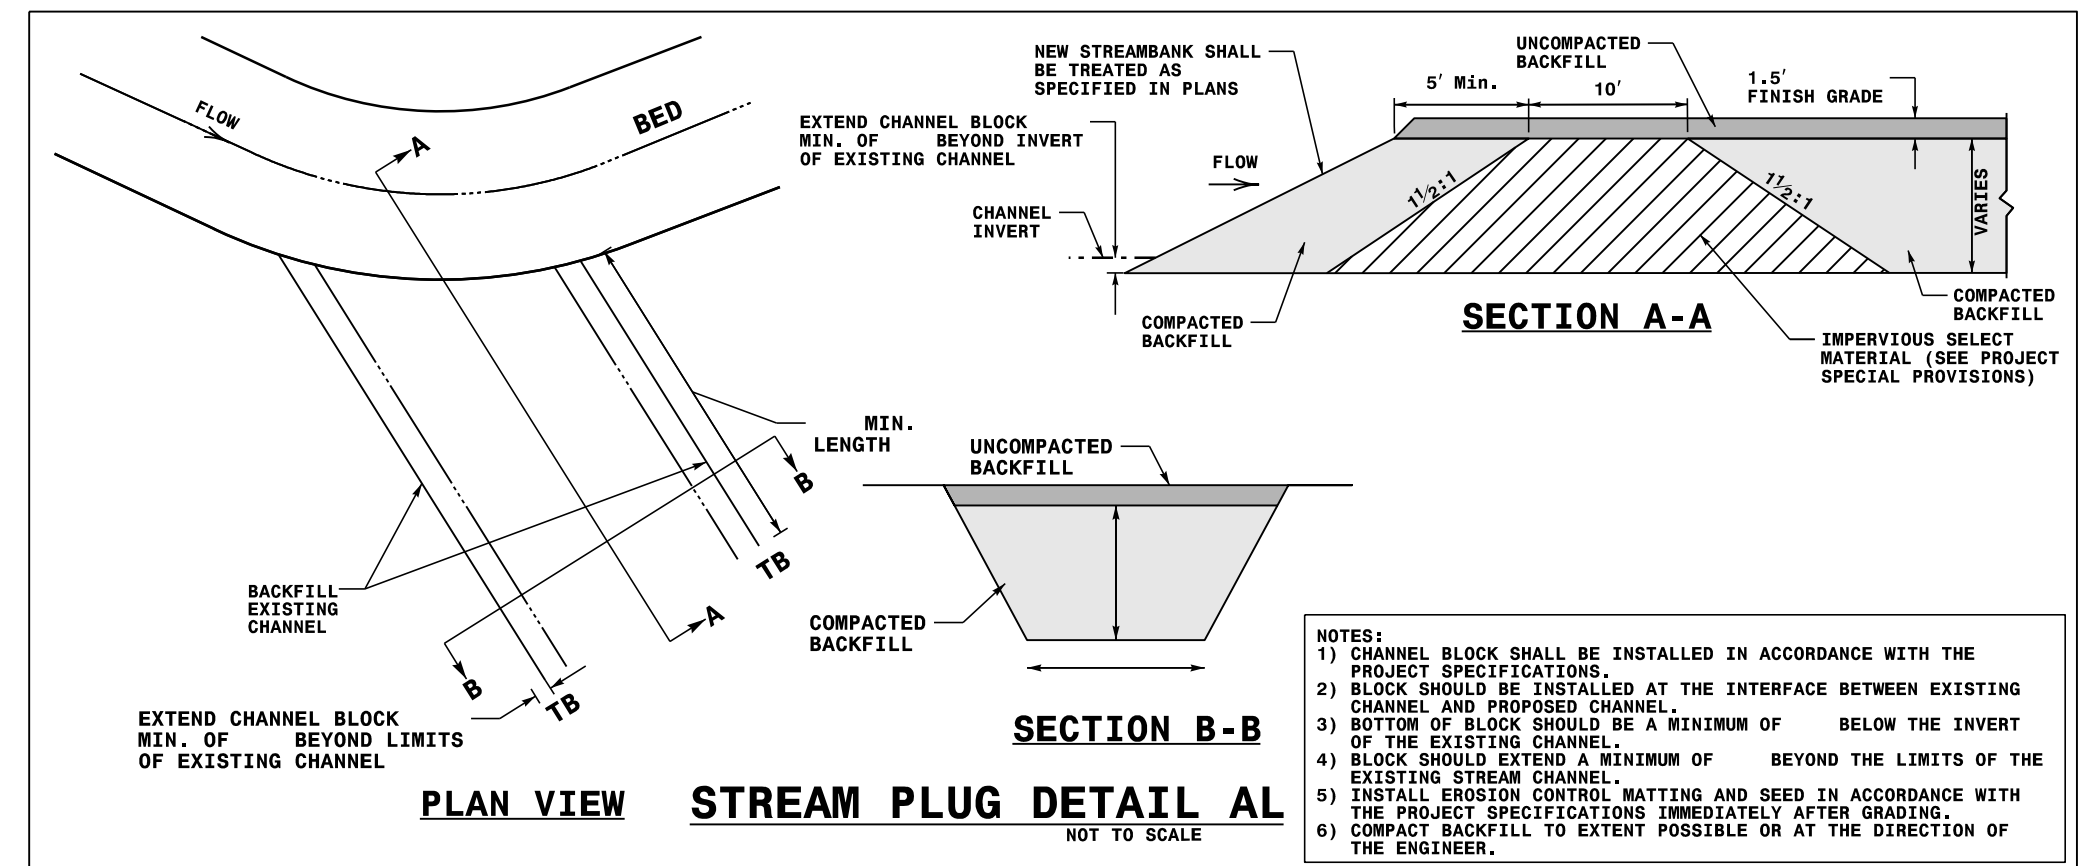 FLOW
BED
A
MIN.
LENGTH
B
TB
BACKFILL
EXISTING
CHANNEL
A
B
TB
EXTEND CHANNEL BLOCK
MIN. OF BEYOND LIMITS
OF EXISTING CHANNEL
PLAN VIEW
NEW STREAMBANK SHALL
BE TREATED AS
SPECIFIED IN PLANS
UNCOMPACTED
BACKFILL
5' Min.
10'
1.5'
FINISH GRADE
EXTEND CHANNEL BLOCK
MIN. OF BEYOND INVERT
OF EXISTING CHANNEL
FLOW
1 1/2:1
1 1/2:1
VARIES
CHANNEL
INVERT
COMPACTED
BACKFILL
COMPACTED
BACKFILL
SECTION A-A
IMPERVIOUS SELECT
MATERIAL (SEE PROJECT
SPECIAL PROVISIONS)
UNCOMPACTED
BACKFILL
COMPACTED
BACKFILL
SECTION B-B
STREAM PLUG DETAIL AL
NOT TO SCALE
NOTES:
1) CHANNEL BLOCK SHALL BE INSTALLED IN ACCORDANCE WITH THE
PROJECT SPECIFICATIONS.
2) BLOCK SHOULD BE INSTALLED AT THE INTERFACE BETWEEN EXISTING
CHANNEL AND PROPOSED CHANNEL.
3) BOTTOM OF BLOCK SHOULD BE A MINIMUM OF BELOW THE INVERT
OF THE EXISTING CHANNEL.
4) BLOCK SHOULD EXTEND A MINIMUM OF BEYOND THE LIMITS OF THE
EXISTING STREAM CHANNEL.
5) INSTALL EROSION CONTROL MATTING AND SEED IN ACCORDANCE WITH
THE PROJECT SPECIFICATIONS IMMEDIATELY AFTER GRADING.
6) COMPACT BACKFILL TO EXTENT POSSIBLE OR AT THE DIRECTION OF
THE ENGINEER.